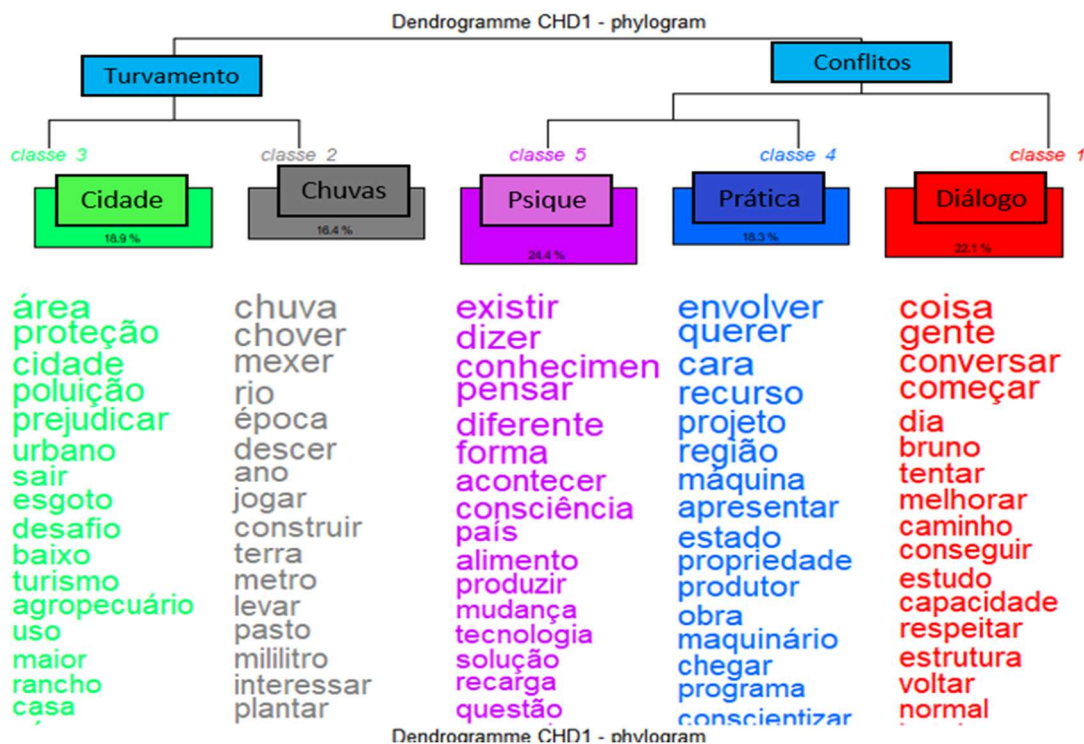 Dendrogramme CHD1 - phylogram
Turvamento
Conflitos
classe 3
classe 2
classe 5
classe 4
classe 1
Cidade
Chuvas
Psique
Prática
Diálogo
18.9 %
16.4 %
24.4 %
18.3 %
22.1 %
área
proteção
cidade
poluição
prejudicar
urbano
sair
esgoto
desafio
baixo
turismo
agropecuário
uso
maior
rancho
casa
chuva
chover
mexer
rio
época
descer
ano
jogar
construir
terra
metro
levar
pasto
mililitro
interessar
plantar
existir
dizer
conhecimen
pensar
diferente
forma
acontecer
consciência
país
alimento
produzir
mudança
tecnologia
solução
recarga
questão
envolver
querer
cara
recurso
projeto
região
máquina
apresentar
estado
propriedade
produtor
obra
maquinário
chegar
programa
conscientizar
coisa
gente
conversar
começar
dia
bruno
tentar
melhorar
caminho
conseguir
estudo
capacidade
respeitar
estrutura
voltar
normal
Dendrogramme CHD1 - phylogram